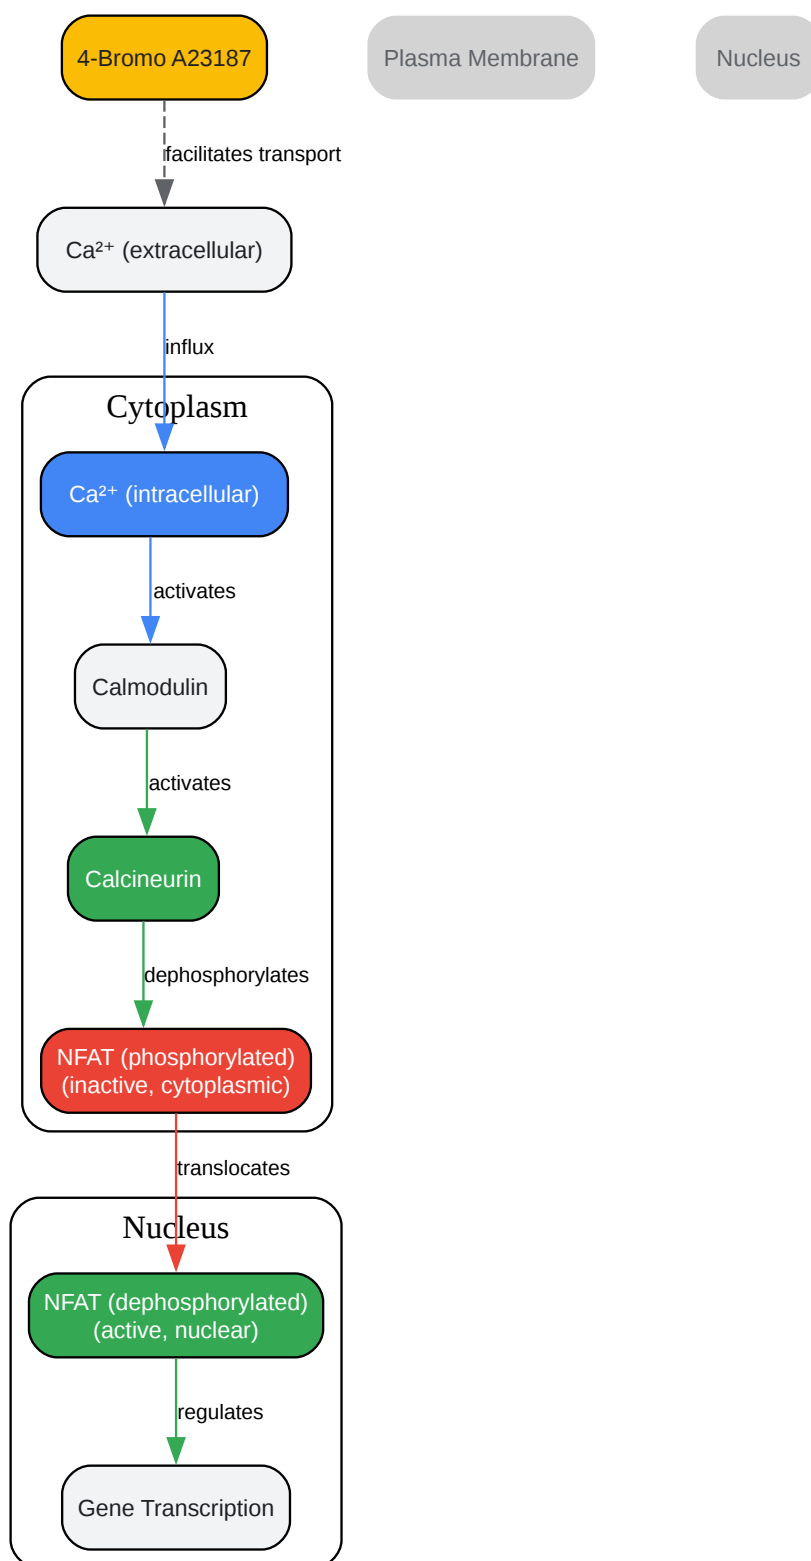 4-Bromo A23187
Plasma Membrane
Nucleus
facilitates transport
Ca²⁺ (extracellular)
influx
Cytoplasm
Ca²⁺ (intracellular)
activates
Calmodulin
activates
Calcineurin
dephosphorylates
NFAT (phosphorylated)
(inactive, cytoplasmic)
translocates
Nucleus
NFAT (dephosphorylated)
(active, nuclear)
regulates
Gene Transcription